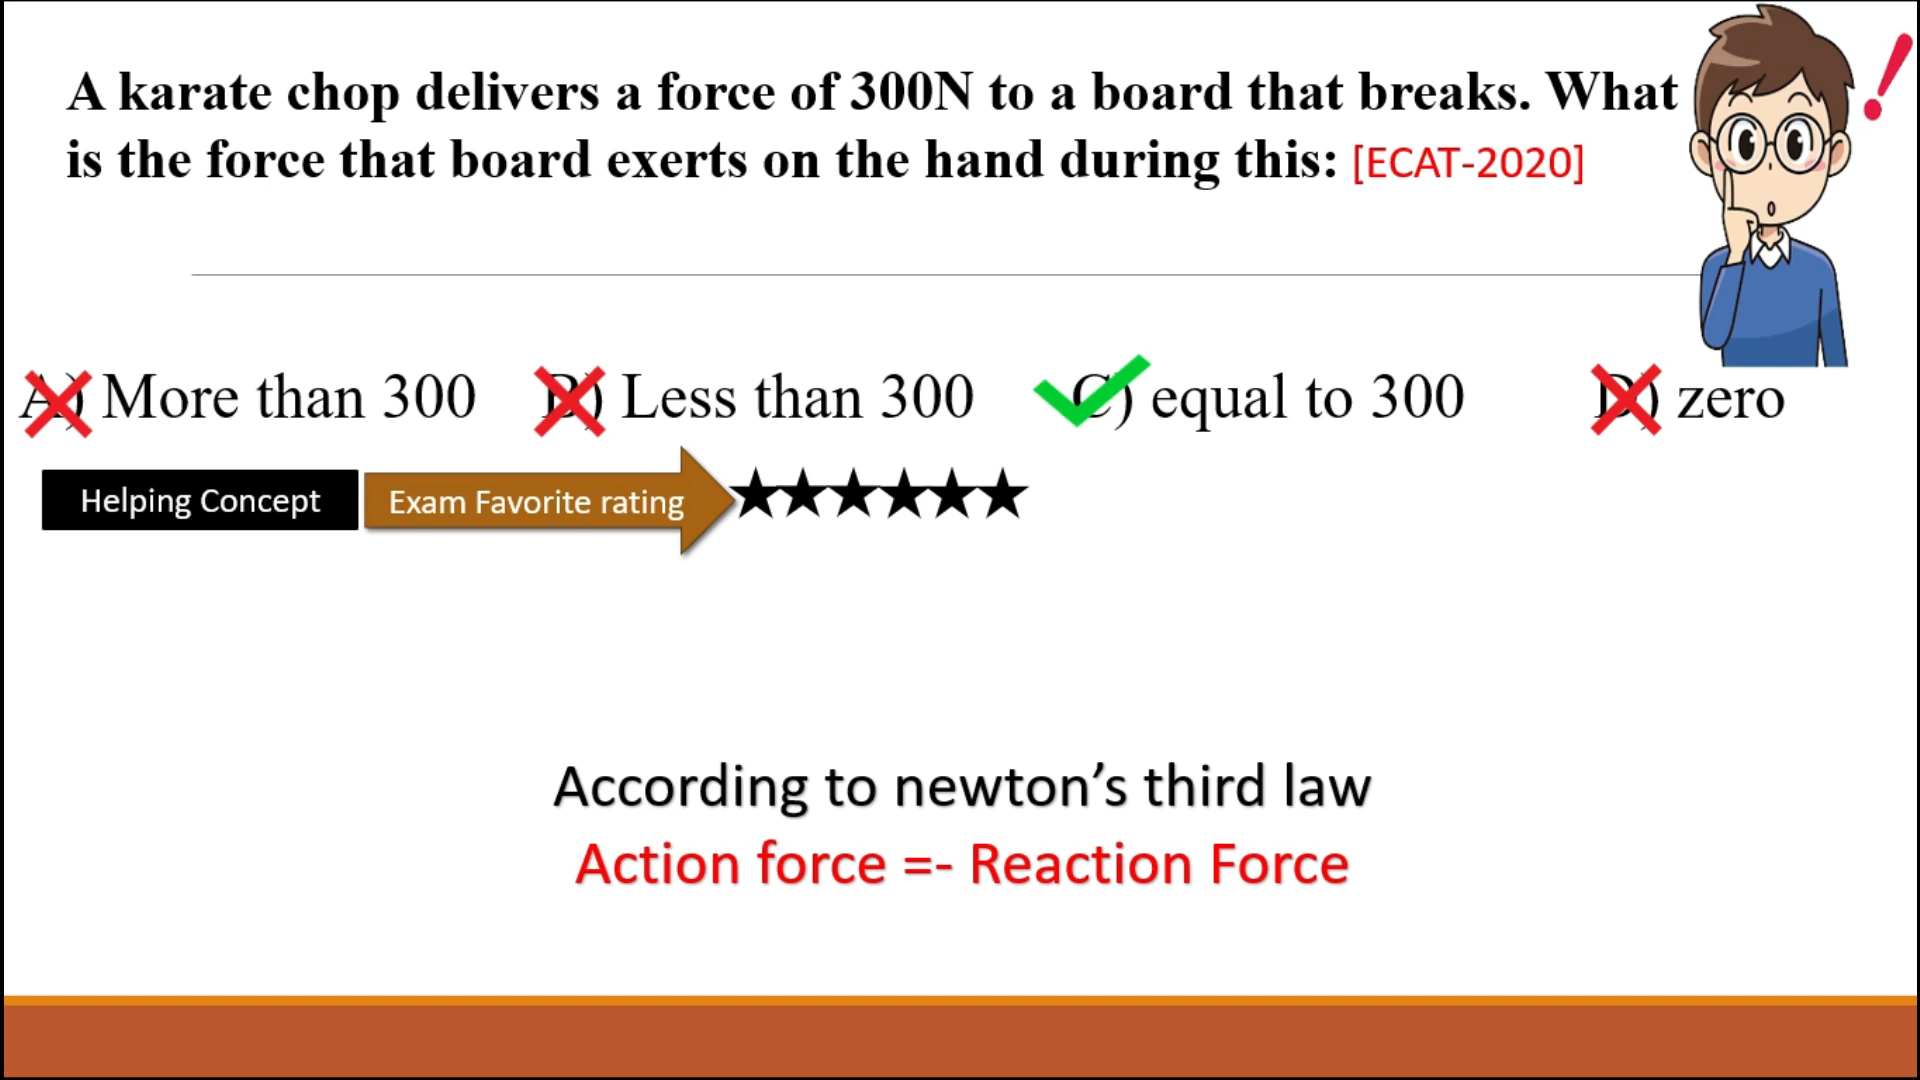 A karate chop delivers a force of 300N to a board that breaks. What
is the force that board exerts on the hand during this: [ECAT-2020]
A) More than 300 B) Less than 300 C) equal to 300 D) zero
Helping Concept Exam Favorite rating
According to newton’s third law
Action force =- Reaction Force